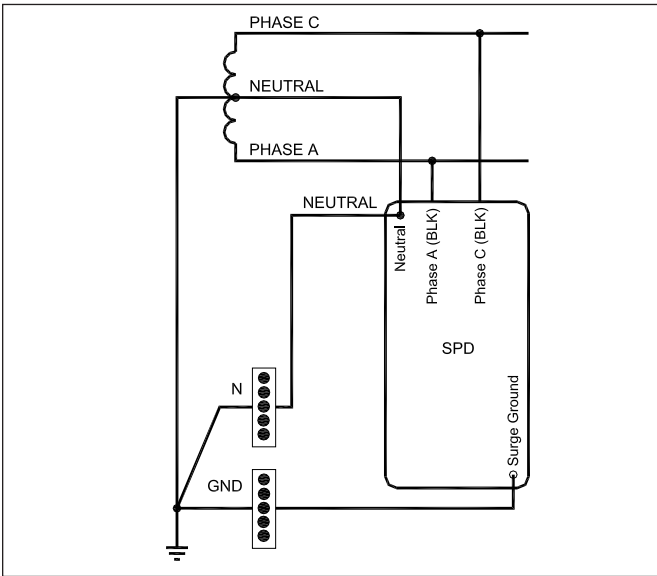 PHASE C
NEUTRAL
PHASE A
NEUTRAL
Neutral
Phase A (BLK)
Phase C (BLK)
SPD
Surge Ground
N
GND